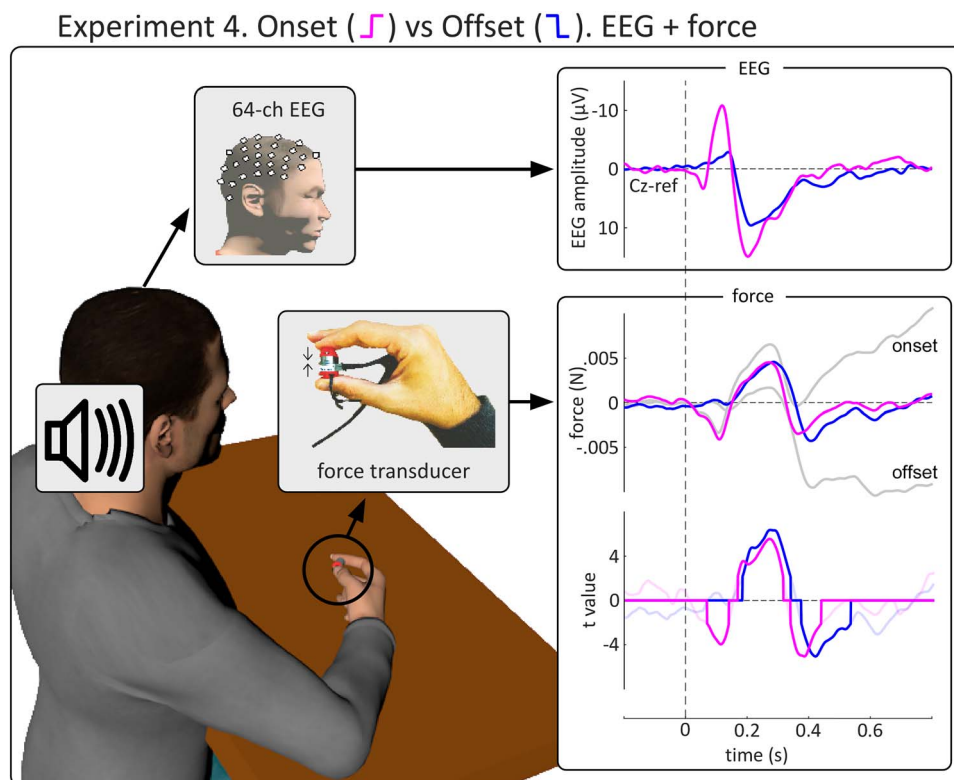 Experiment 4. Onset ( ) vs Offset ( ). EEG + force
64-ch EEG
EEG
EEG amplitude (µV)
-10
0
10
Cz-ref
force transducer
force
force (N)
.005
0
-.005
onset
offset
t value
4
0
-4
0 0.2 0.4 0.6
time (s)